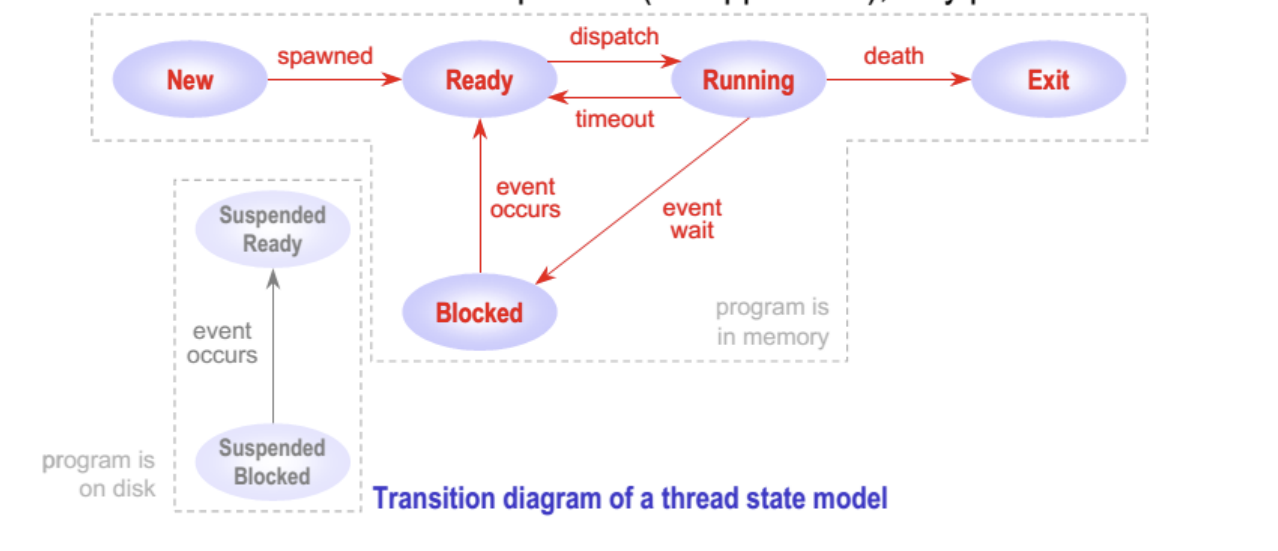 dispatch
New
spawned
Ready
Running
death
Exit
timeout
event
occurs
event
wait
Suspended
Ready
Blocked
program is
in memory
event
occurs
Suspended
Blocked
program is
on disk
Transition diagram of a thread state model